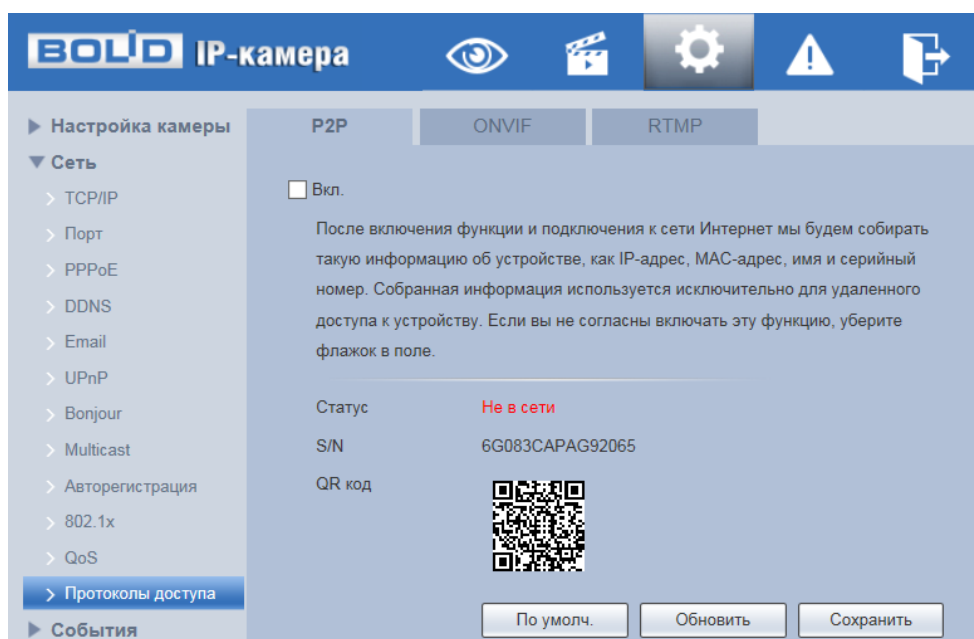 BOLID IP-камера
Настройка камеры
Сеть
TCP/IP
Порт
PPPoE
DDNS
Email
UPnP
Bonjour
Multicast
Авторегистрация
802.1x
QoS
Протоколы доступа
События
P2P
ONVIF
RTMP
Вкл.
После включения функции и подключения к сети Интернет мы будем собирать
такую информацию об устройстве, как IP-адрес, MAC-адрес, имя и серийный
номер. Собранная информация используется исключительно для удаленного
доступа к устройству. Если вы не согласны включать эту функцию, уберите
флажок в поле.
Статус Не в сети
S/N 6G083CAPAG92065
QR код
По умолч. Обновить Сохранить